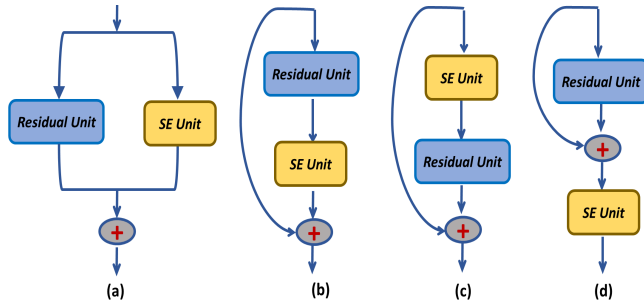 Residual Unit
SE Unit
+
(a)
Residual Unit
SE Unit
+
(b)
SE Unit
Residual Unit
+
(c)
Residual Unit
+
SE Unit
(d)